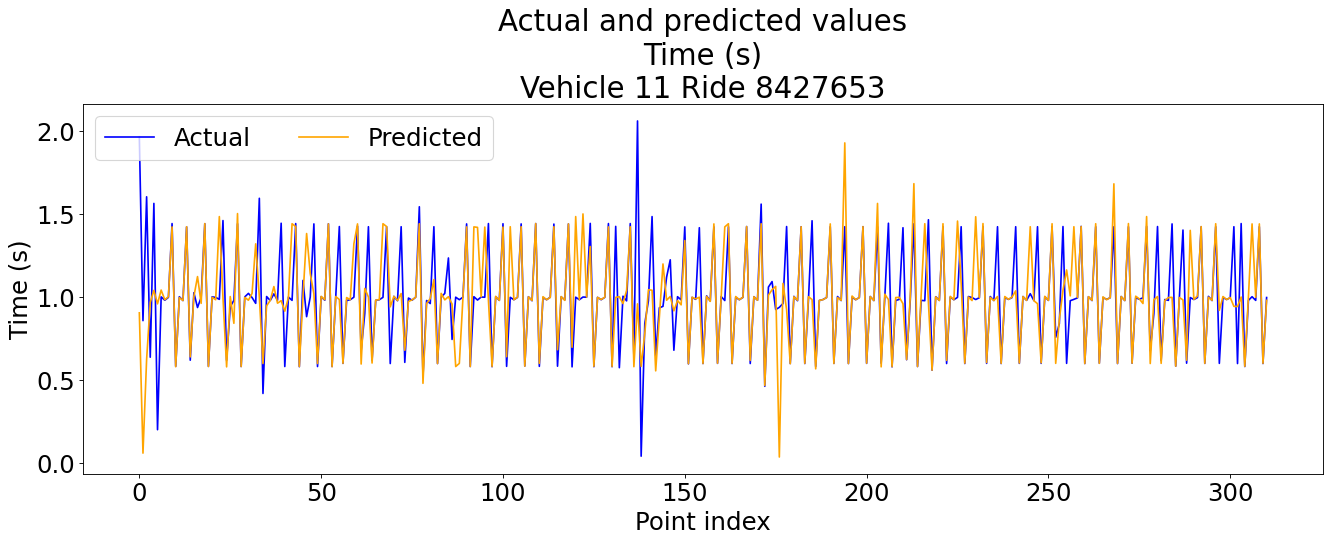 Actual and predicted values
Time (s)
Vehicle 11 Ride 8427653
Actual
Predicted
Time (s)
2.0
1.5
1.0
0.5
0.0
0
50
100
150
200
250
300
Point index